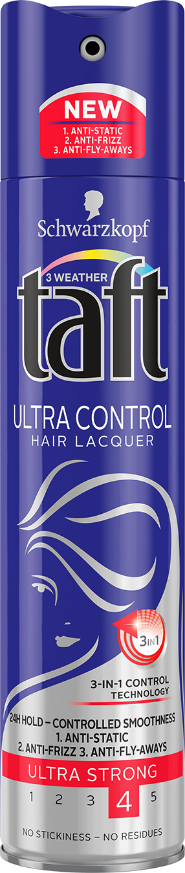 NEW
1. ANTI-STATIC
2. ANTI-FRIZZ
3. ANTI-FLY-AWAYS
Schwarzkopf
3 WEATHER
taft
ULTRA CONTROL
HAIR LACQUER
3 IN 1
3-IN-1 CONTROL
TECHNOLOGY
24H HOLD – CONTROLLED SMOOTHNESS
1. ANTI-STATIC
2. ANTI-FRIZZ 3. ANTI-FLY-AWAYS
ULTRA STRONG
1 2 3 4 5
NO STICKINESS – NO RESIDUES